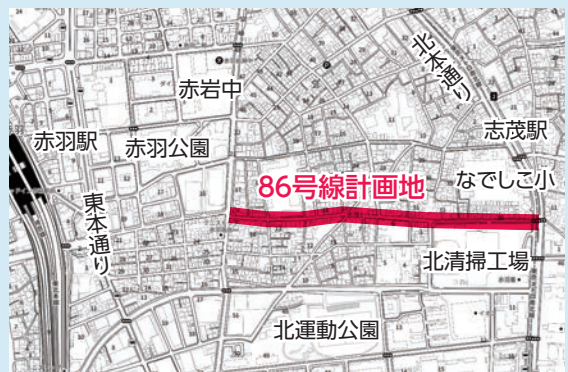 赤岩中
北本通り
赤羽駅
赤羽公園
志茂駅
86号線計画地
なでしこ小
東本通り
北清掃工場
北運動公園